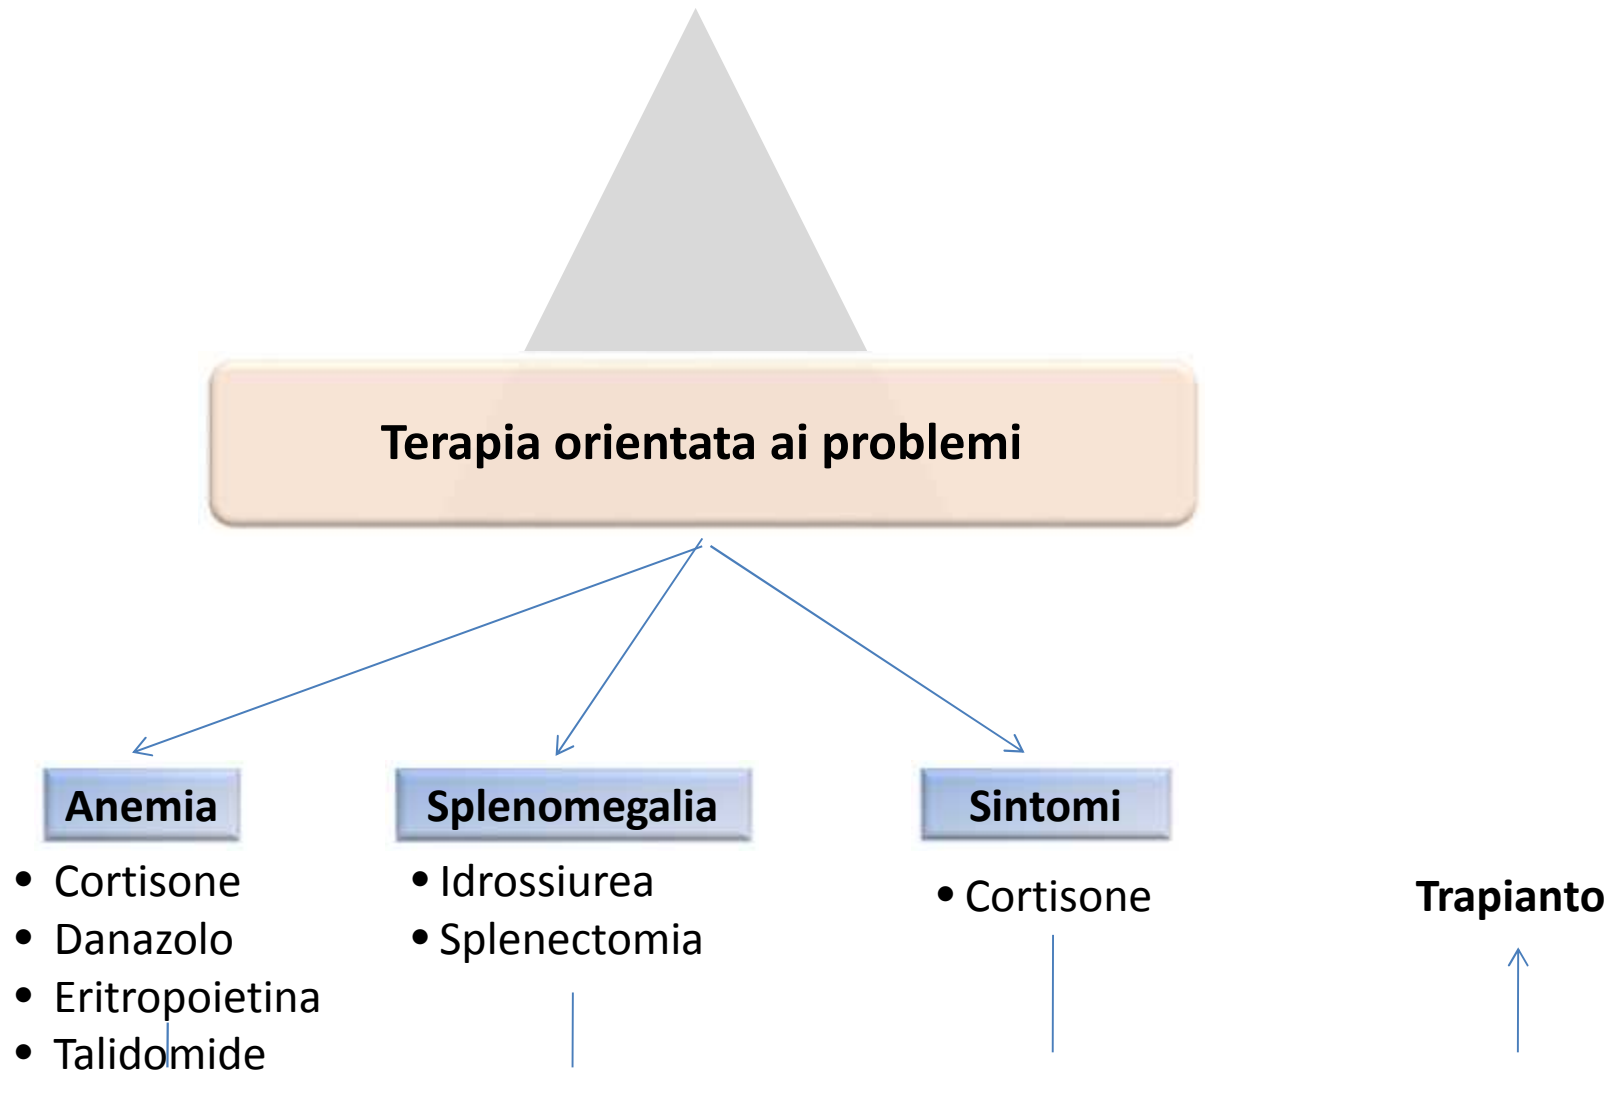 Terapia orientata ai problemi
Anemia
• Cortisone
• Danazolo
• Eritropoietina
• Talidomide
Splenomegalia
• Idrossiurea
• Splenectomia
Sintomi
• Cortisone
Trapianto